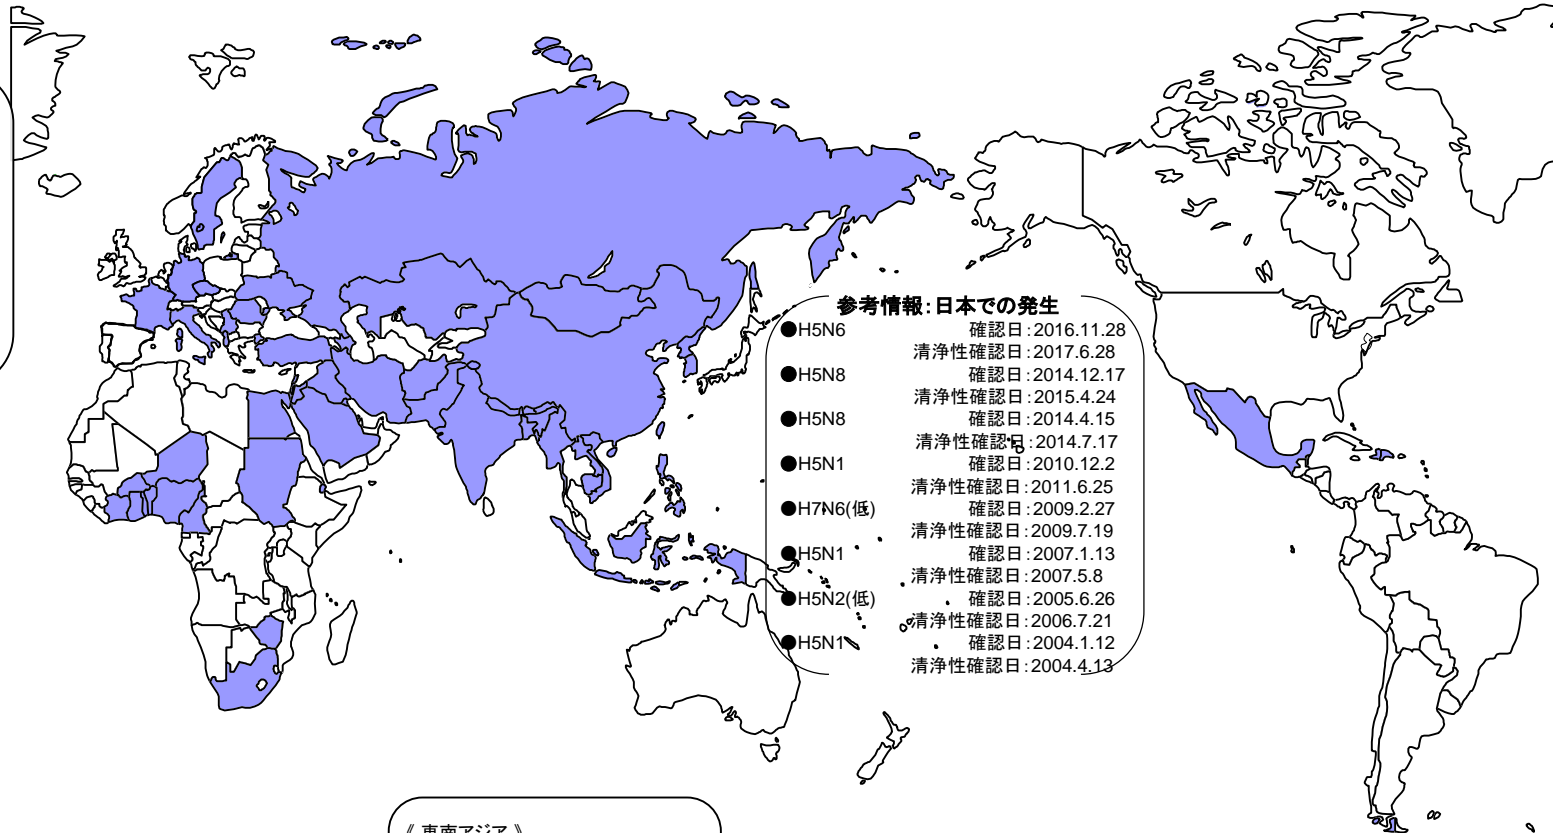 参考情報:日本での発生
●H5N6 確認日:2016.11.28
清浄性確認日:2017.6.28
●H5N8 確認日:2014.12.17
清浄性確認日:2015.4.24
●H5N8 確認日:2014.4.15
清浄性確認日:2014.7.17
●H5N1 確認日:2010.12.2
清浄性確認日:2011.6.25
●H7N6(低) 確認日:2009.2.27
清浄性確認日:2009.7.19
●H5N1 確認日:2007.1.13
清浄性確認日:2007.5.8
●H5N2(低) 確認日:2005.6.26
清浄性確認日:2006.7.21
●H5N1 確認日:2004.1.12
清浄性確認日:2004.4.13
《 東南アジア 》